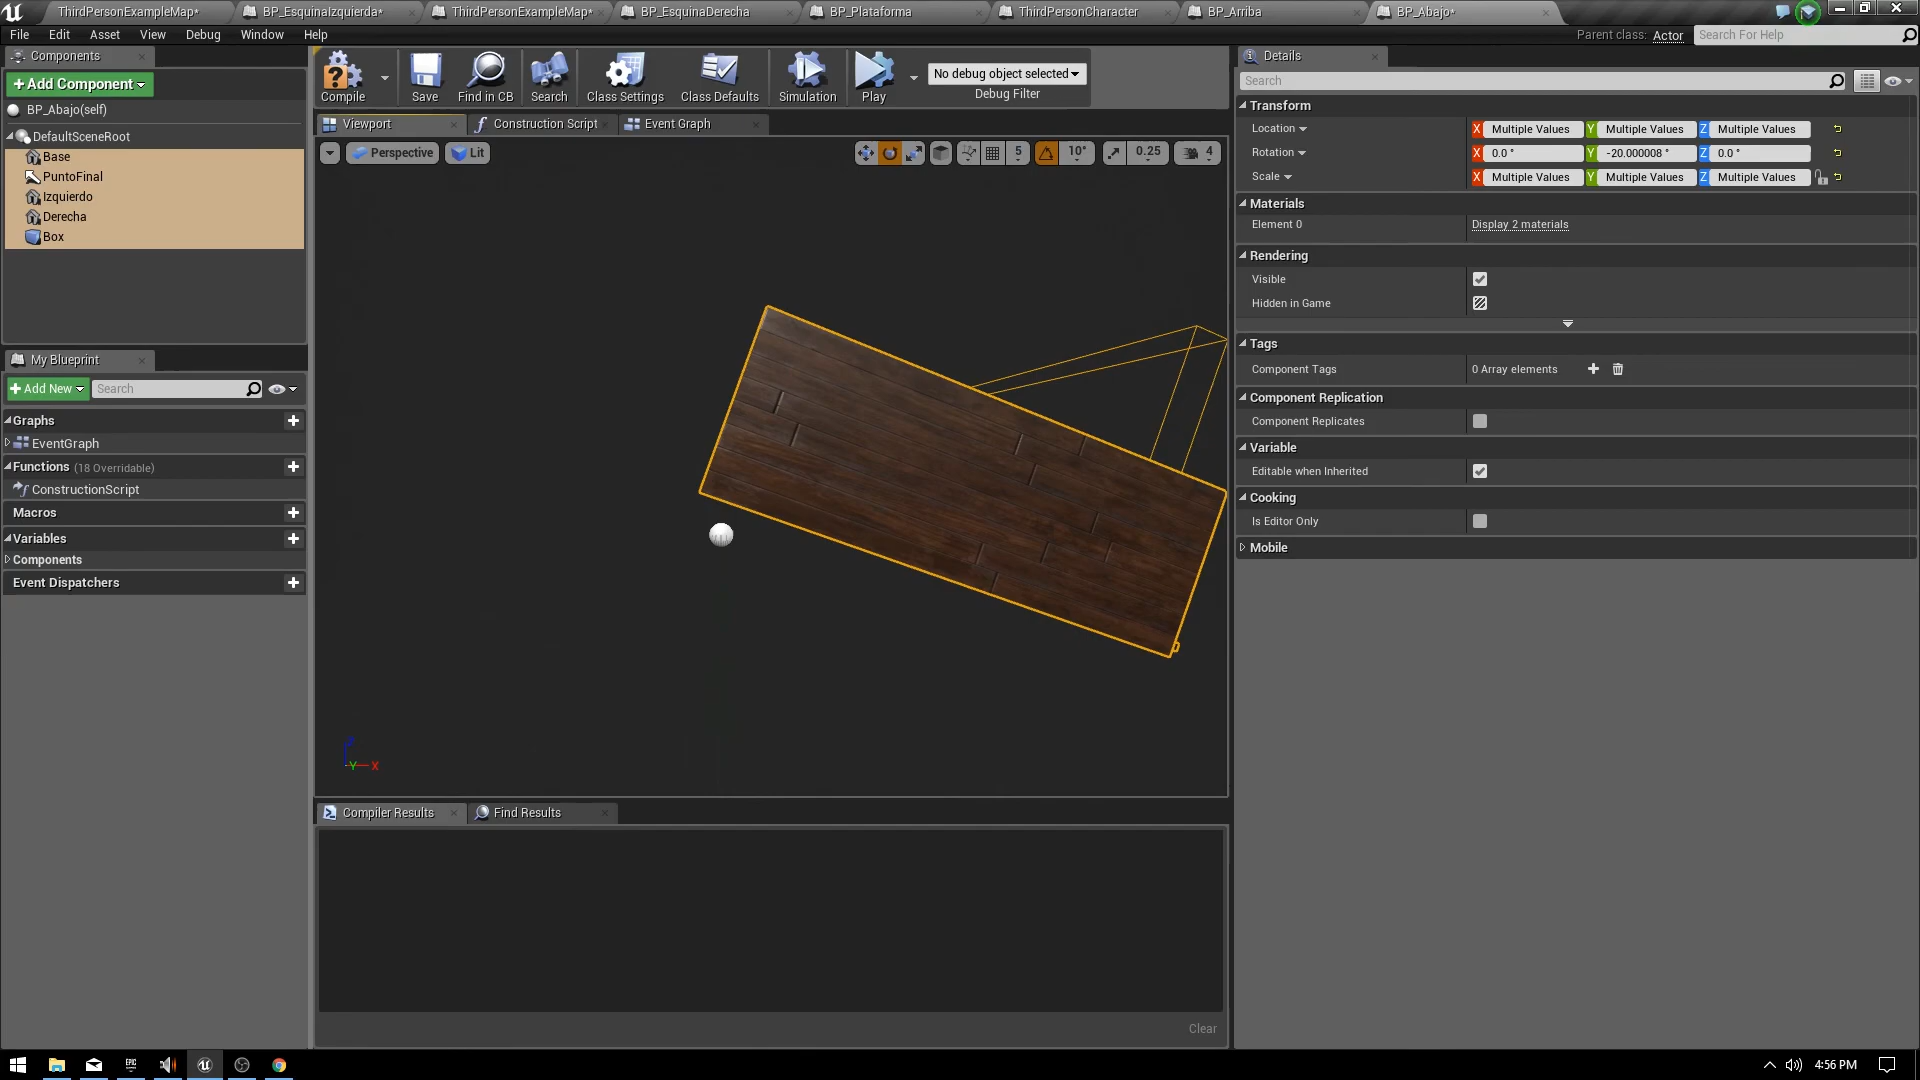 ThirdPersonExampleMap*
BP_EsquinaIzquierda*
ThirdPersonExampleMap*
BP_EsquinaDerecha
BP_Plataforma
ThirdPersonCharacter
BP_Arriba
BP_Abajo*
File Edit Asset View Debug Window Help
Parent class: Actor
Search For Help
Components
Add Component
BP_Abajo(self)
DefaultSceneRoot
Base
PuntoFinal
Izquierdo
Derecha
Box
Compile
Save
Find in CB
Search
Class Settings
Class Defaults
Simulation
Play
No debug object selected
Debug Filter
Viewport
Construction Script
Event Graph
Perspective
Lit
5
10°
0.25
4
Z
Y
X
My Blueprint
Add New
Search
Graphs
EventGraph
Functions (18 Overridable)
ConstructionScript
Macros
Variables
Components
Event Dispatchers
Compiler Results
Find Results
Clear
Details
Search
Transform
Location X Multiple Values Y Multiple Values Z Multiple Values
Rotation X 0.0 ° Y -20.000008 ° Z 0.0 °
Scale X Multiple Values Y Multiple Values Z Multiple Values
Materials
Element 0 Display 2 materials
Rendering
Visible
Hidden in Game
Tags
Component Tags 0 Array elements
Component Replication
Component Replicates
Variable
Editable when Inherited
Cooking
Is Editor Only
Mobile
EPIC
4:56 PM